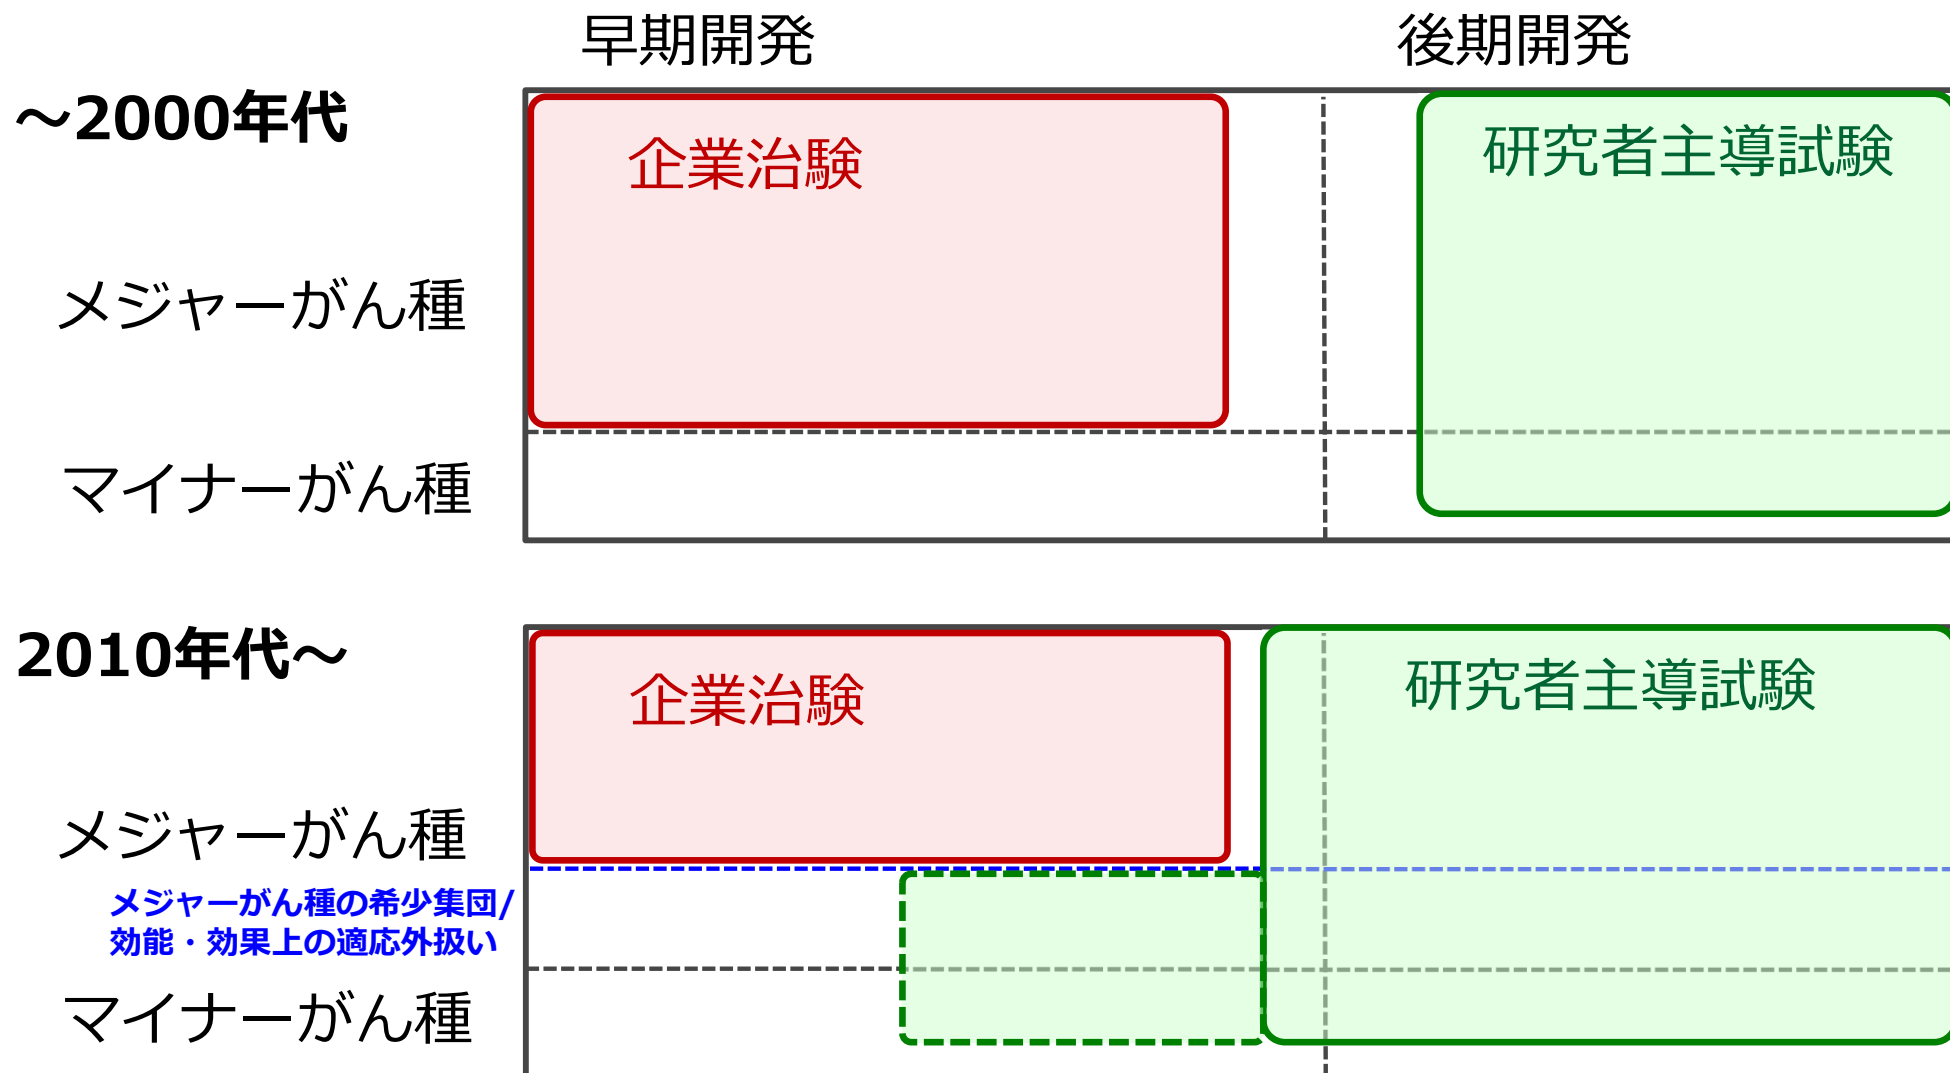 早期開発
後期開発
～2000年代
企業治験
研究者主導試験
メジャーがん種
マイナーがん種
2010年代～
企業治験
研究者主導試験
メジャーがん種
メジャーがん種の希少集団/
効能・効果上の適応外扱い
マイナーがん種